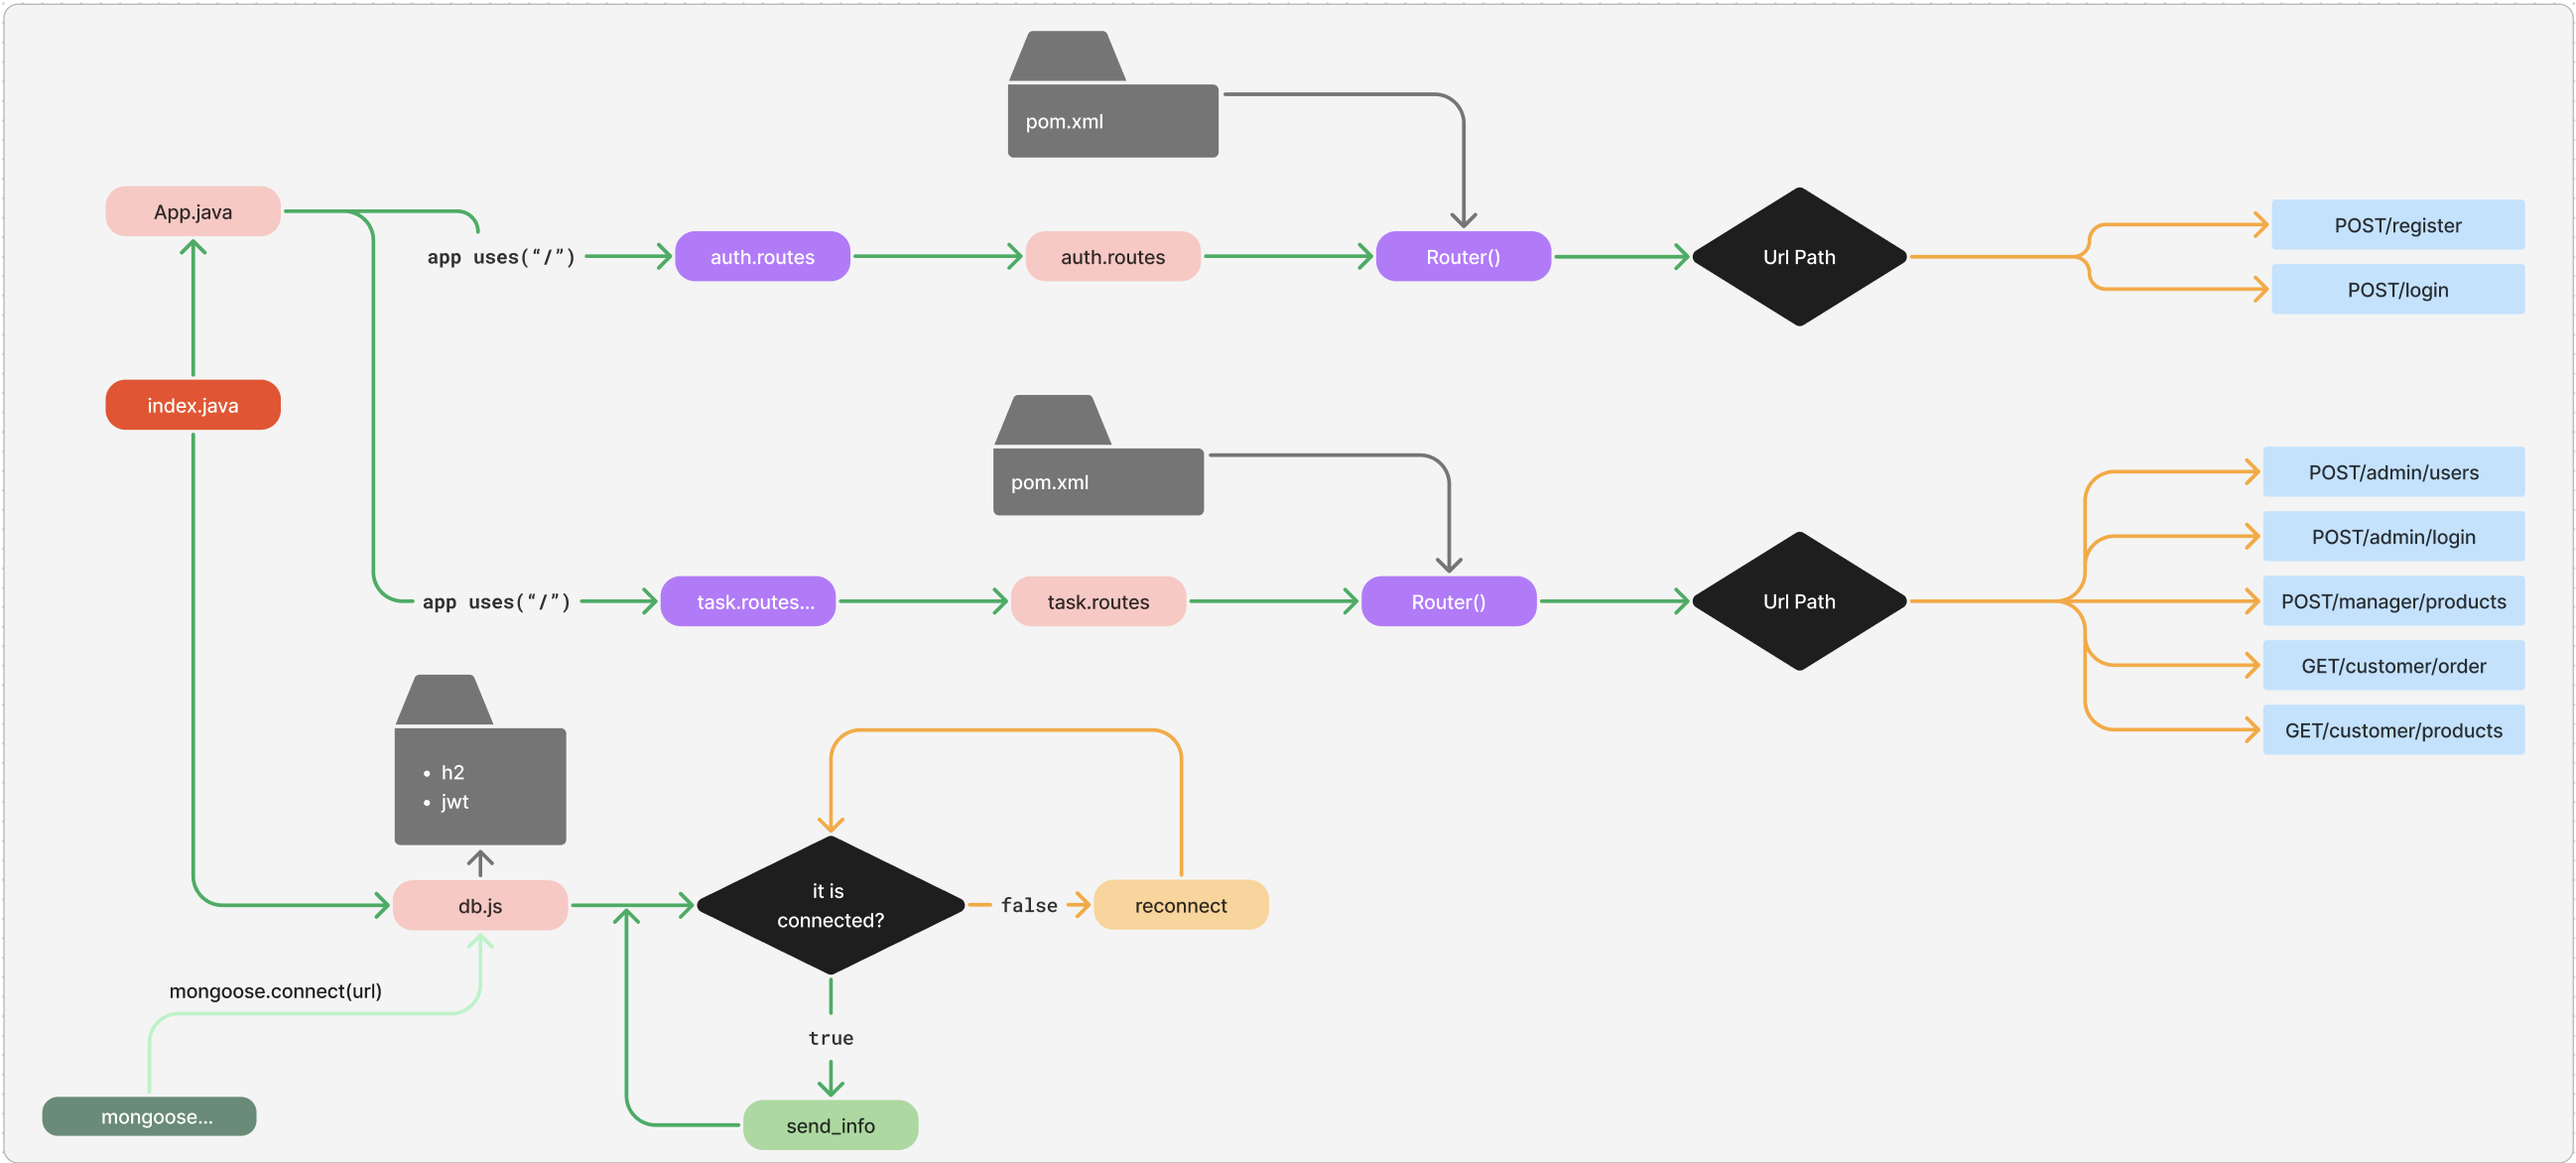 pom.xml
App.java
app uses(“/”)
auth.routes
auth.routes
Router()
Url Path
POST/register
POST/login
index.java
pom.xml
app uses(“/”)
task.routes...
task.routes
Router()
Url Path
POST/admin/users
POST/admin/login
POST/manager/products
GET/customer/order
GET/customer/products
• h2
• jwt
db.js
it is
connected?
false
reconnect
mongoose.connect(url)
true
mongoose...
send_info